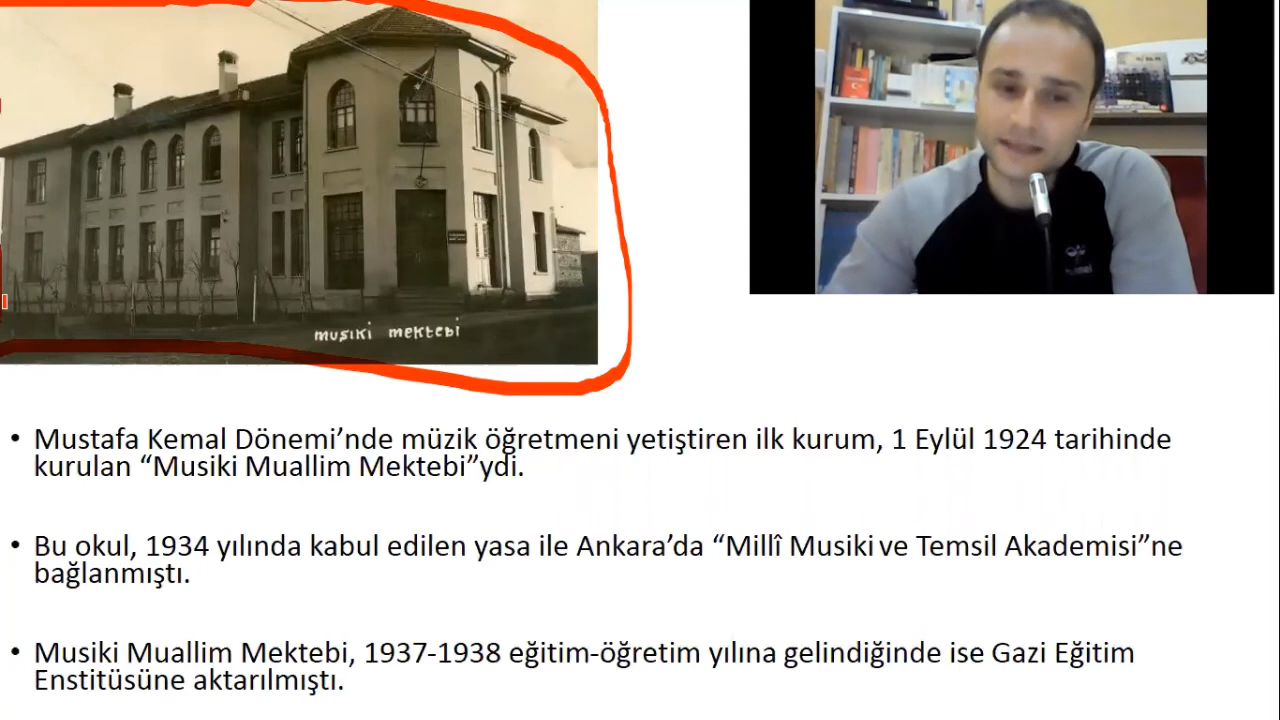 musiki mektebi
• Mustafa Kemal Dönemi’nde müzik öğretmeni yetiştiren ilk kurum, 1 Eylül 1924 tarihinde
kurulan “Musiki Muallim Mektebi”ydi.
• Bu okul, 1934 yılında kabul edilen yasa ile Ankara’da “Millî Musiki ve Temsil Akademisi”ne
bağlanmıştı.
• Musiki Muallim Mektebi, 1937-1938 eğitim-öğretim yılına gelindiğinde ise Gazi Eğitim
Enstitüsüne aktarılmıştı.